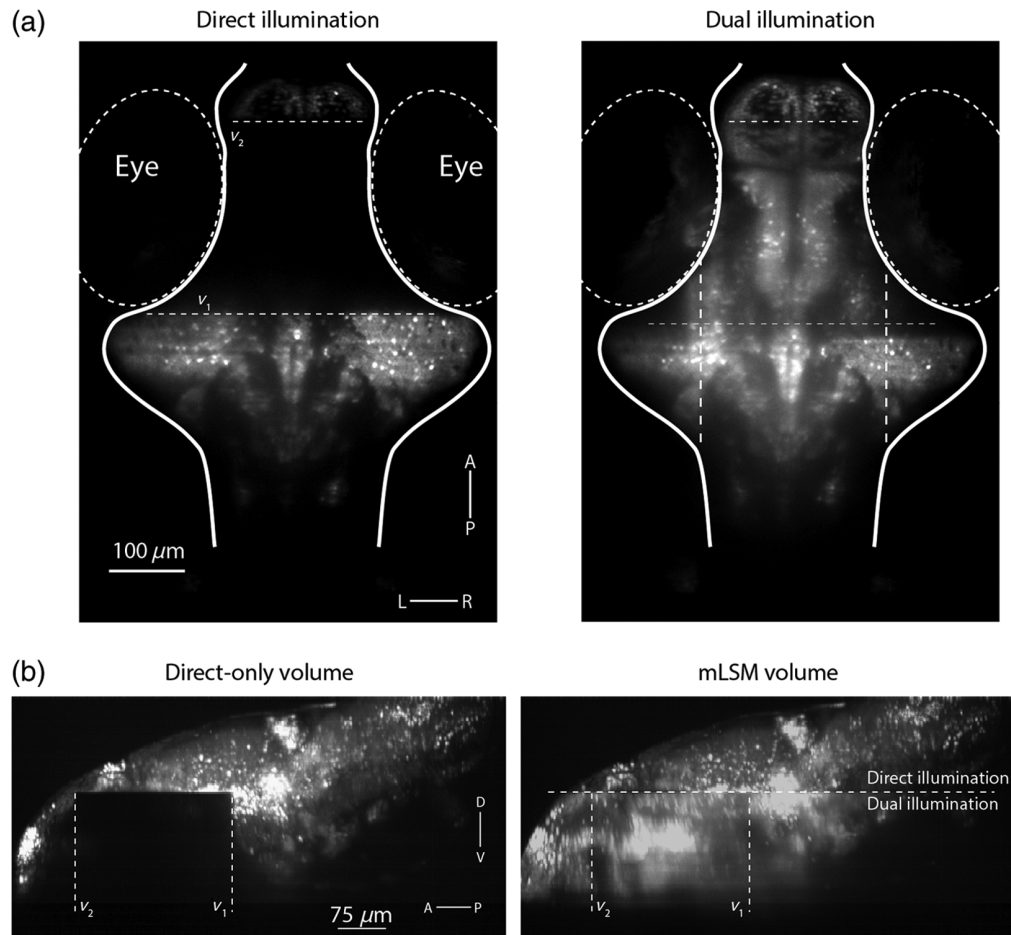 (a)
Direct illumination
Dual illumination
Eye
Eye
V2
V1
A
P
100 µm
L R
(b)
Direct-only volume
mLSM volume
Direct illumination
Dual illumination
D
V
V2
V1
A P
75 µm
V2
V1